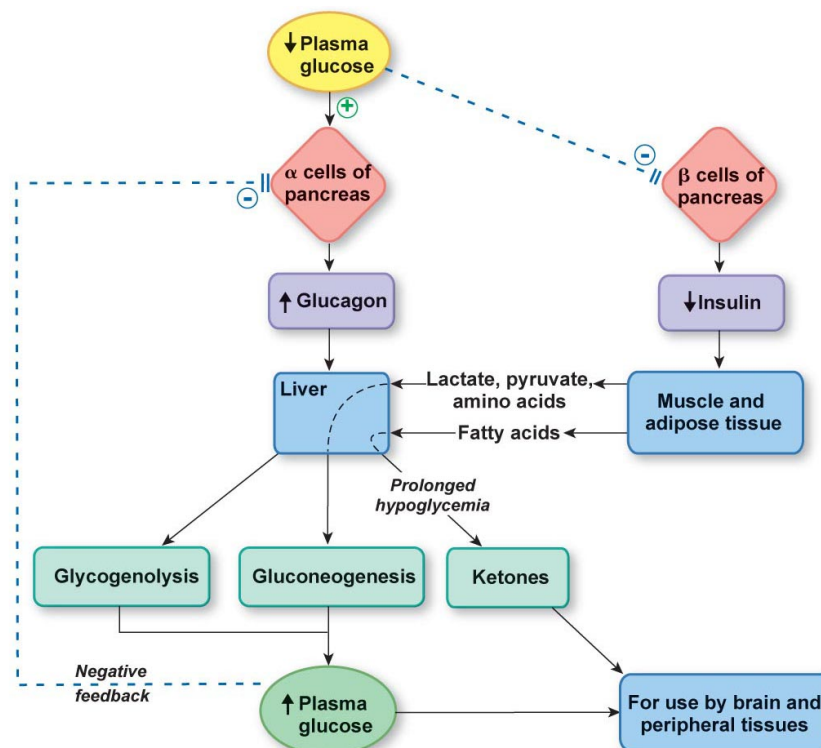 ↓ Plasma
glucose
+
-
α cells of
pancreas
-
β cells of
pancreas
↑ Glucagon
↓ Insulin
Liver
Lactate, pyruvate,
amino acids
Fatty acids
Muscle and
adipose tissue
Prolonged
hypoglycemia
Glycogenolysis
Gluconeogenesis
Ketones
Negative
feedback
↑ Plasma
glucose
For use by brain and
peripheral tissues